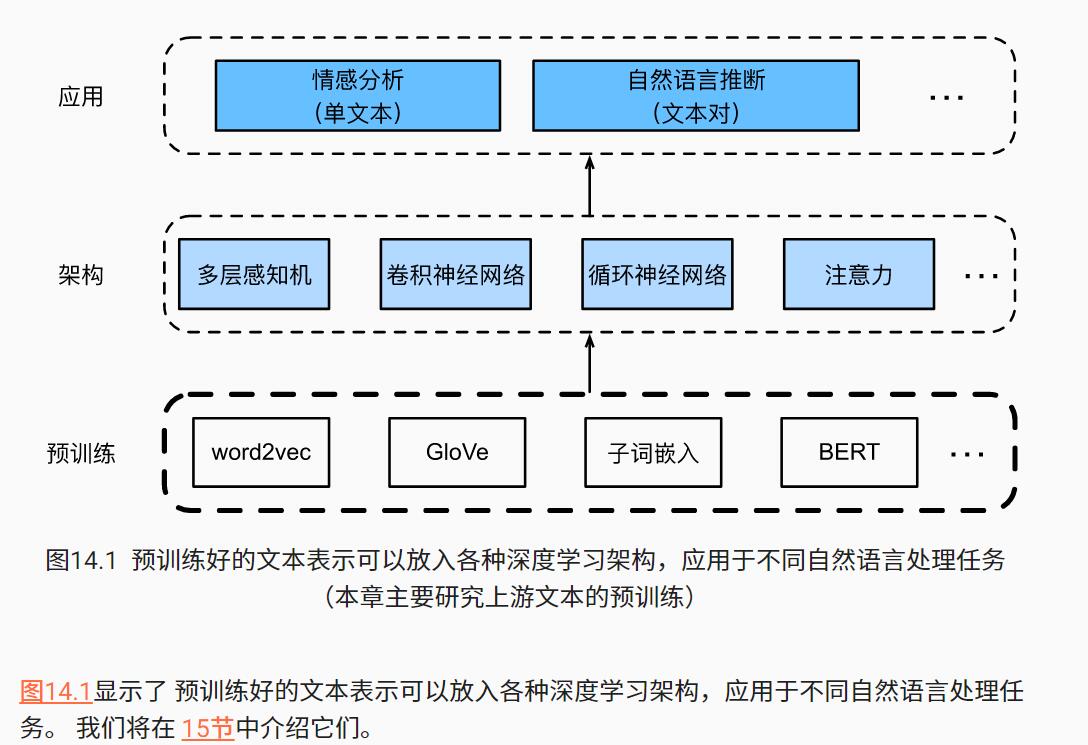 应用
情感分析
（单文本）
自然语言推断
（文本对）
...
架构
多层感知机
卷积神经网络
循环神经网络
注意力
...
预训练
word2vec
GloVe
子词嵌入
BERT
...
图14.1 预训练好的文本表示可以放入各种深度学习架构，应用于不同自然语言处理任务
（本章主要研究上游文本的预训练）
图14.1显示了 预训练好的文本表示可以放入各种深度学习架构，应用于不同自然语言处理任
务。 我们将在 15节中介绍它们。